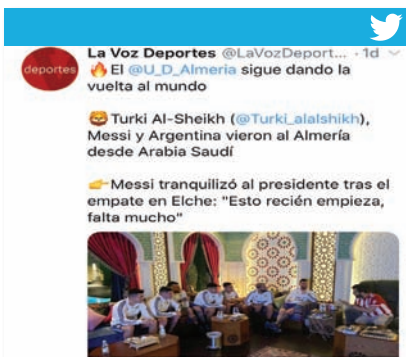 La Voz Deportes @LaVozDeport... · 1d
deportes
🔥El @U_D_Almeria sigue dando la
vuelta al mundo
🦁Turki Al-Sheikh (@Turki_alalshikh),
Messi y Argentina vieron al Almería
desde Arabia Saudí
👉Messi tranquilizó al presidente tras el
empate en Elche: "Esto recién empieza,
falta mucho"